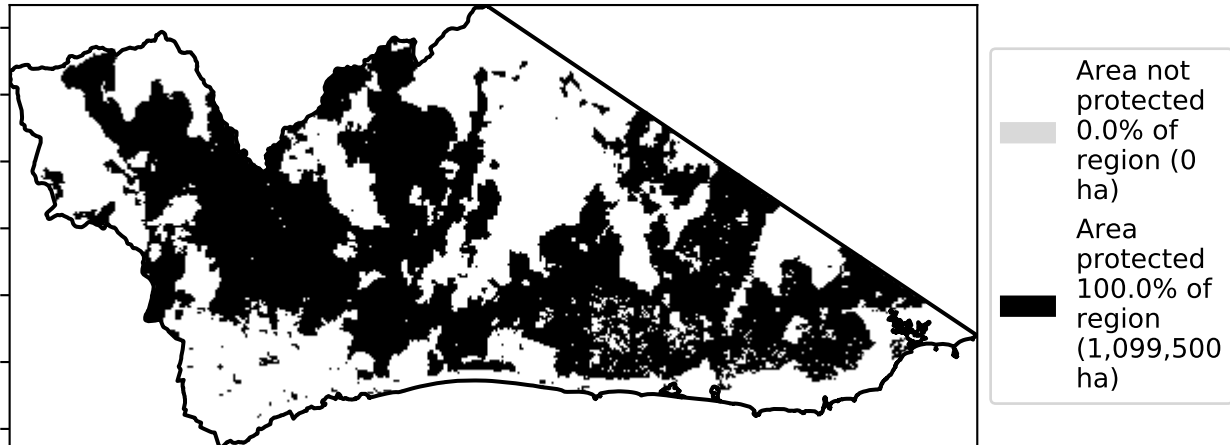 Area not
protected
0.0% of
region (0
ha)
Area
protected
100.0% of
region
(1,099,500
ha)